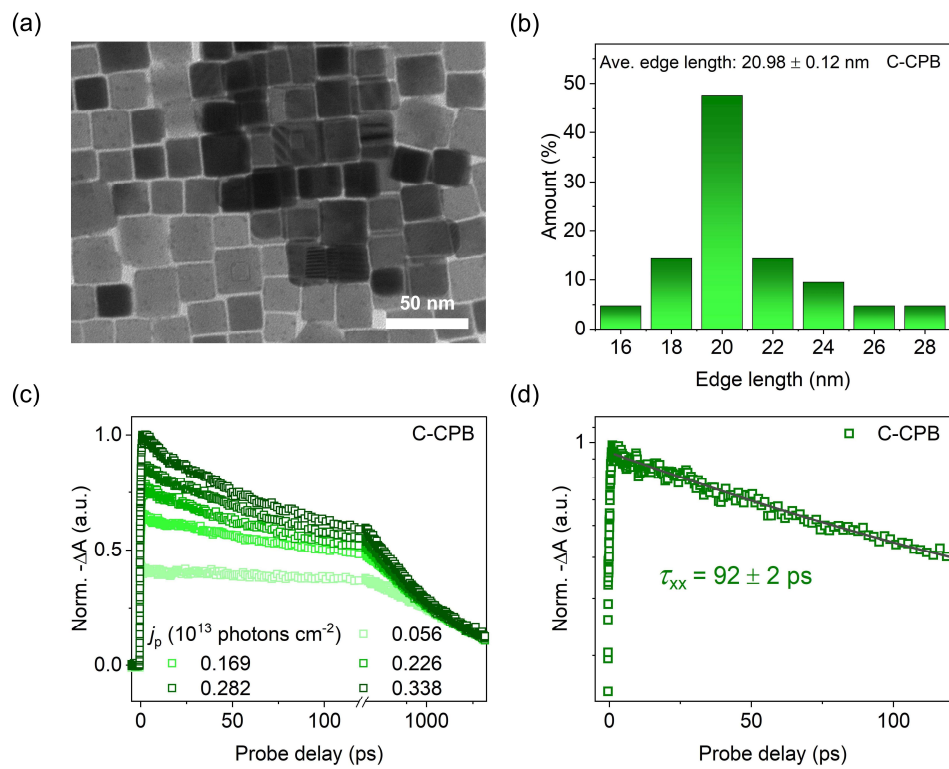 (a)
50 nm
(b)
Ave. edge length: 20.98 ± 0.12 nm C-CPB
50
40
30
20
10
0
Amount (%)
16 18 20 22 24 26 28
Edge length (nm)
(c)
C-CPB
1.0
0.5
0.0
Norm. -ΔA (a.u.)
jp (10¹³ photons cm⁻²) 0.056
0.169 0.226
0.282 0.338
0 50 100 1000
Probe delay (ps)
(d)
C-CPB
1
Norm. -ΔA (a.u.)
τxx = 92 ± 2 ps
0 50 100
Probe delay (ps)